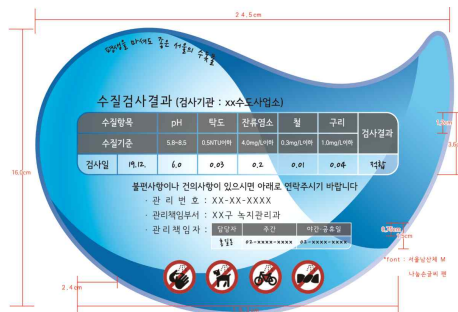 24.5cm
평생을 마셔도 좋은 서울의 수돗물
수질검사결과 (검사기관 : xx수도사업소)
수질항목 pH 탁도 잔류염소 철 구리 검사결과
수질기준 5.8~8.5 0.5NTU이하 4.0mg/L이하 0.3mg/L이하 1.0mg/L이하
검사일 19.12. 6.0 0.03 0.2 0.01 0.04 적합
불편사항이나 건의사항이 있으시면 아래로 연락주시기 바랍니다
· 관 리 번 호 : XX-XX-XXXX
· 관리책임부서 : XX구 녹지관리과
· 관리책임자 : 담당자 주간 야간·공휴일
홍길동 02-xxxx-xxxx 02-xxxx-xxxx
0.75cm
*font : 서울남산체 M
나눔손글씨 펜
2.4cm